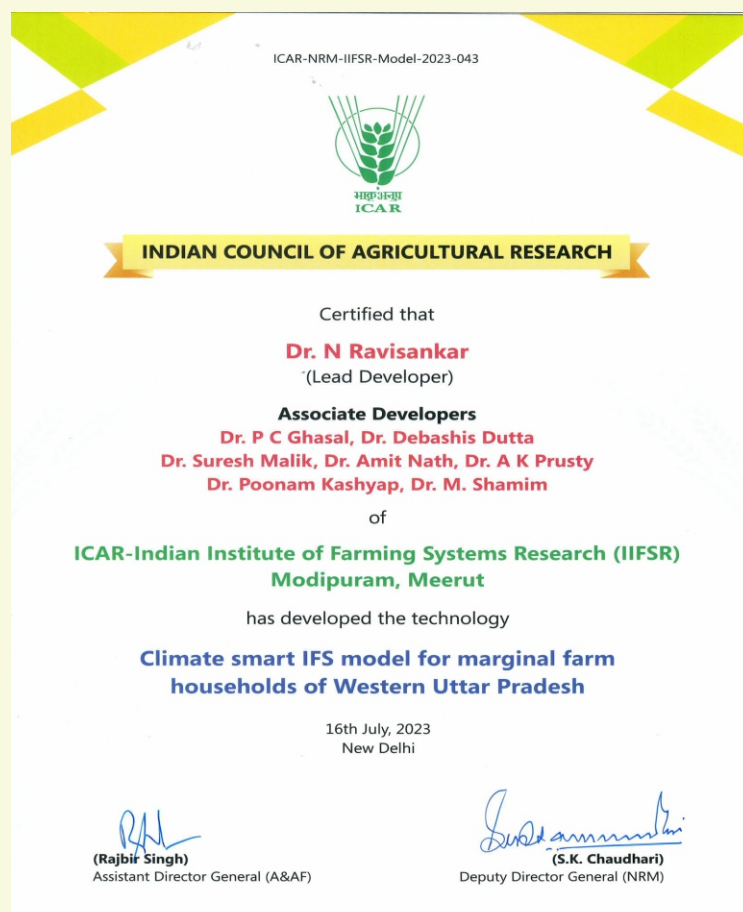 ICAR-NRM-IIFSR-Model-2023-043
भाकृअनुप
ICAR
INDIAN COUNCIL OF AGRICULTURAL RESEARCH
Certified that
Dr. N Ravisankar
(Lead Developer)
Associate Developers
Dr. P C Ghasal, Dr. Debashis Dutta
Dr. Suresh Malik, Dr. Amit Nath, Dr. A K Prusty
Dr. Poonam Kashyap, Dr. M. Shamim
of
ICAR-Indian Institute of Farming Systems Research (IIFSR)
Modipuram, Meerut
has developed the technology
Climate smart IFS model for marginal farm
households of Western Uttar Pradesh
16th July, 2023
New Delhi
(Rajbir Singh)
Assistant Director General (A&AF)
(S.K. Chaudhari)
Deputy Director General (NRM)